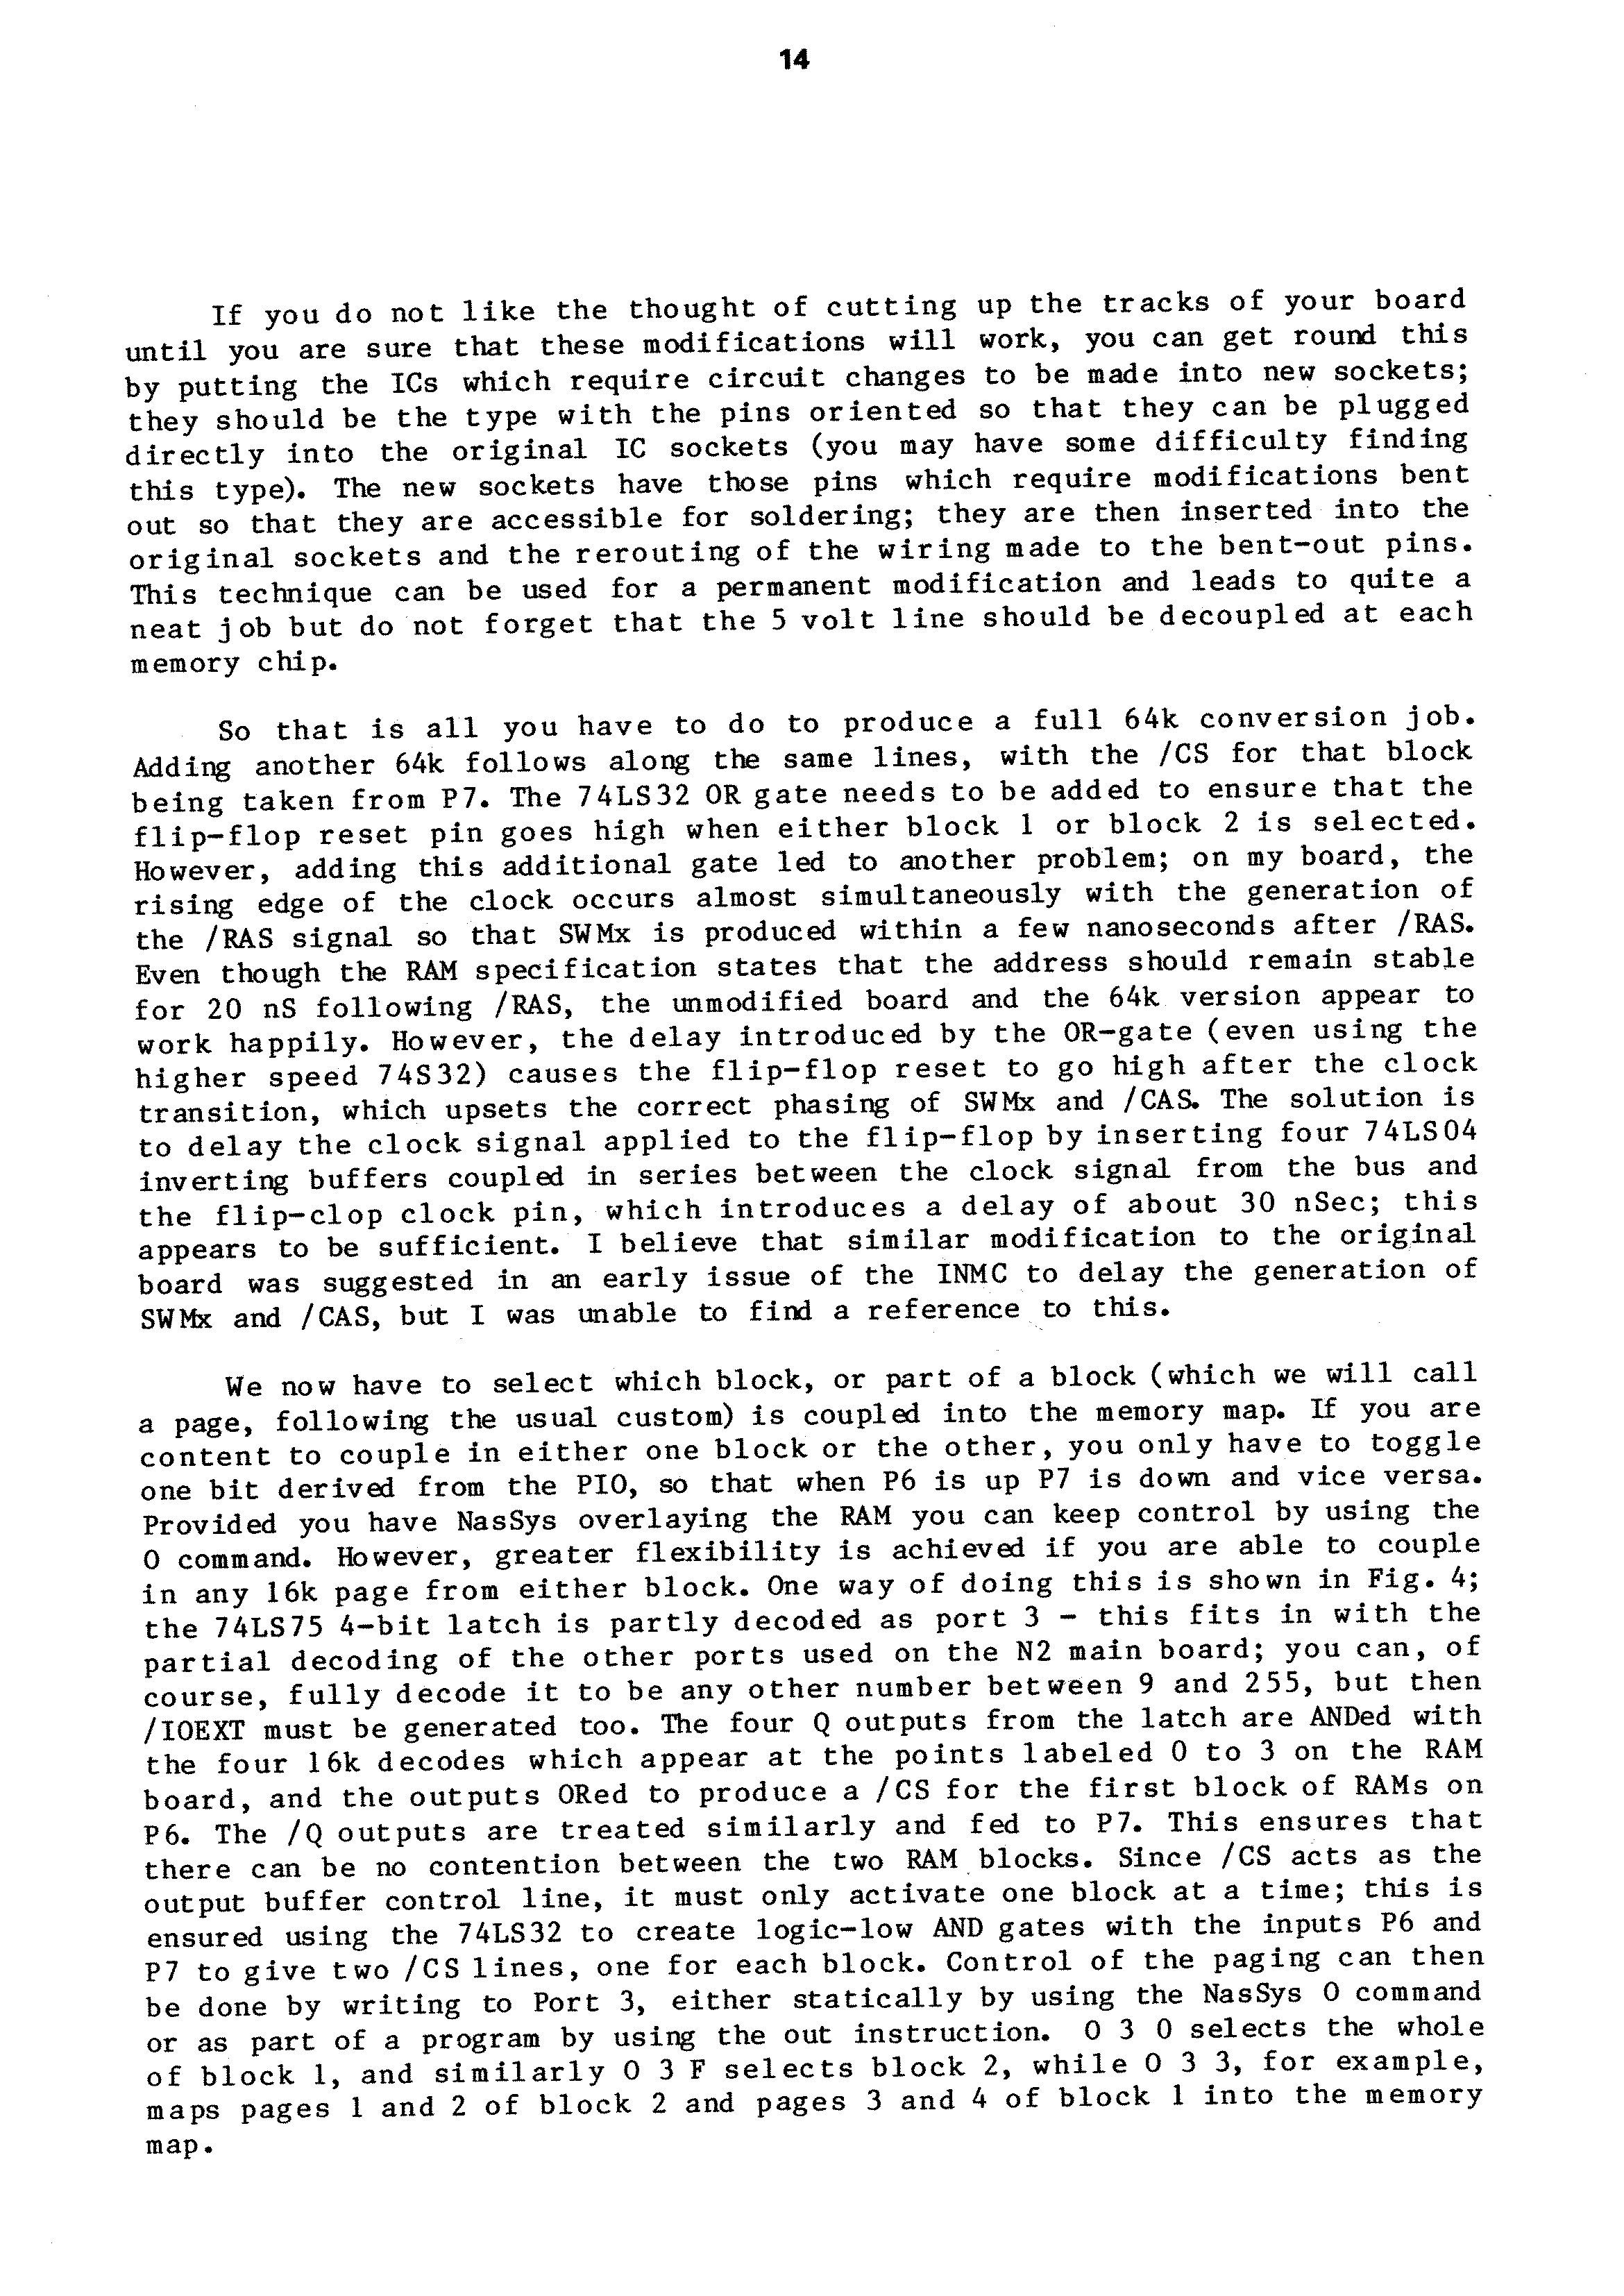 14
If you do not like the thought of cutting up the tracks of your board
until you are sure that these modifications will work, you can get round this
by putting the ICs which require circuit changes to be made into new sockets;
they should be the type with the pins oriented so that they can be plugged
directly into the original IC sockets (you may have some difficulty finding
this type). The new sockets have those pins which require modifications bent
out so that they are accessible for soldering; they are then inserted into the
original sockets and the rerouting of the wiring made to the bent-out pins.
This technique can be used for a permanent modification and leads to quite a
neat job but do not forget that the 5 volt line should be decoupled at each
memory chip.
So that is all you have to do to produce a full 64k conversion job.
Adding another 64k follows along the same lines, with the /CS for that block
being taken from P7. The 74LS32 OR gate needs to be added to ensure that the
flip-flop reset pin goes high when either block 1 or block 2 is selected.
However, adding this additional gate led to another problem; on my board, the
rising edge of the clock occurs almost simultaneously with the generation of
the /RAS signal so that SWMx is produced within a few nanoseconds after /RAS.
Even though the RAM specification states that the address should remain stable
for 20 nS following /RAS, the unmodified board and the 64k version appear to
work happily. However, the delay introduced by the OR-gate (even using the
higher speed 74S32) causes the flip-flop reset to go high after the clock
transition, which upsets the correct phasing of SWMx and /CAS. The solution is
to delay the clock signal applied to the flip-flop by inserting four 74LS04
inverting buffers coupled in series between the clock signal from the bus and
the flip-clop clock pin, which introduces a delay of about 30 nSec; this
appears to be sufficient. I believe that similar modification to the original
board was suggested in an early issue of the INMC to delay the generation of
SWMx and /CAS, but I was unable to find a reference to this.
We now have to select which block, or part of a block (which we will call
a page, following the usual custom) is coupled into the memory map. If you are
content to couple in either one block or the other, you only have to toggle
one bit derived from the PIO, so that when P6 is up P7 is down and vice versa.
Provided you have NasSys overlaying the RAM you can keep control by using the
O command. However, greater flexibility is achieved if you are able to couple
in any 16k page from either block. One way of doing this is shown in Fig. 4;
the 74LS75 4-bit latch is partly decoded as port 3 - this fits in with the
partial decoding of the other ports used on the N2 main board; you can, of
course, fully decode it to be any other number between 9 and 255, but then
/IOEXT must be generated too. The four Q outputs from the latch are ANDed with
the four 16k decodes which appear at the points labeled 0 to 3 on the RAM
board, and the outputs ORed to produce a /CS for the first block of RAMs on
P6. The /Q outputs are treated similarly and fed to P7. This ensures that
there can be no contention between the two RAM blocks. Since /CS acts as the
output buffer control line, it must only activate one block at a time; this is
ensured using the 74LS32 to create logic-low AND gates with the inputs P6 and
P7 to give two /CS lines, one for each block. Control of the paging can then
be done by writing to Port 3, either statically by using the NasSys O command
or as part of a program by using the out instruction. O 3 0 selects the whole
of block 1, and similarly O 3 F selects block 2, while O 3 3, for example,
maps pages 1 and 2 of block 2 and pages 3 and 4 of block 1 into the memory
map.